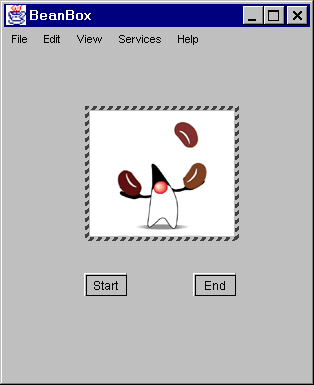 BeanBox
File Edit View Services Help
Start End